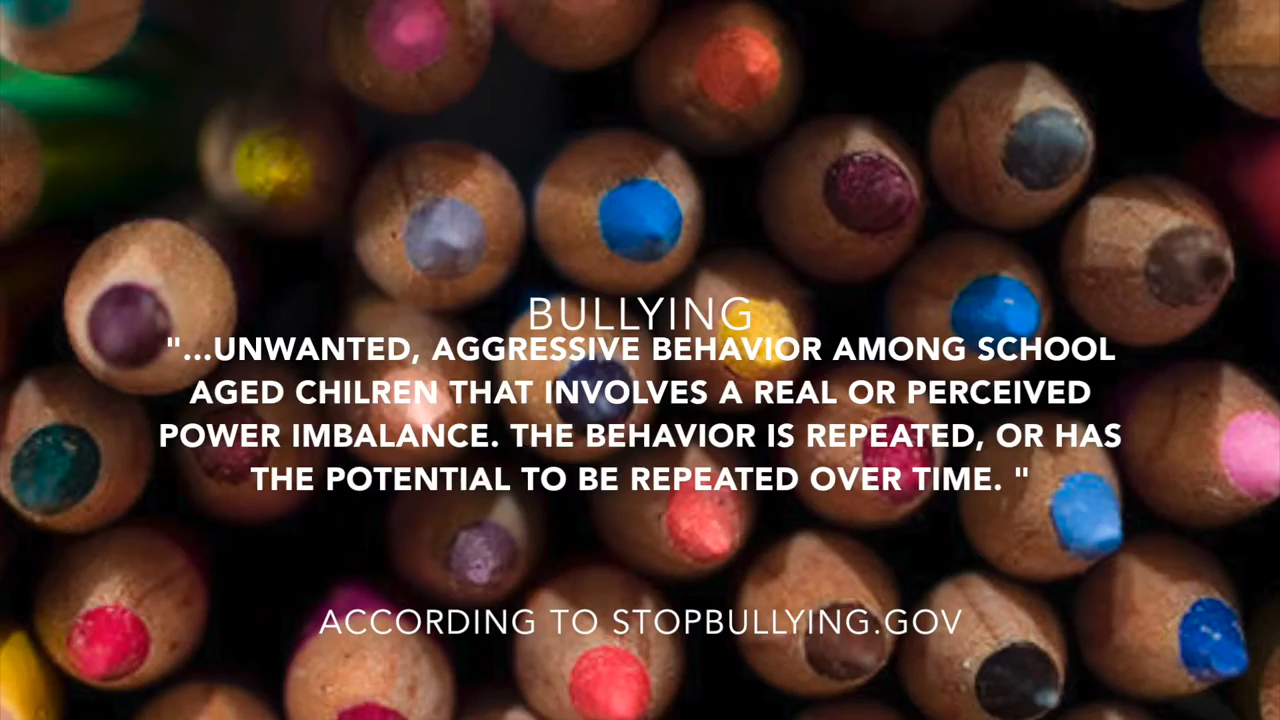 BULLYING
"...UNWANTED, AGGRESSIVE BEHAVIOR AMONG SCHOOL
AGED CHILREN THAT INVOLVES A REAL OR PERCEIVED
POWER IMBALANCE. THE BEHAVIOR IS REPEATED, OR HAS
THE POTENTIAL TO BE REPEATED OVER TIME. "
ACCORDING TO STOPBULLYING.GOV